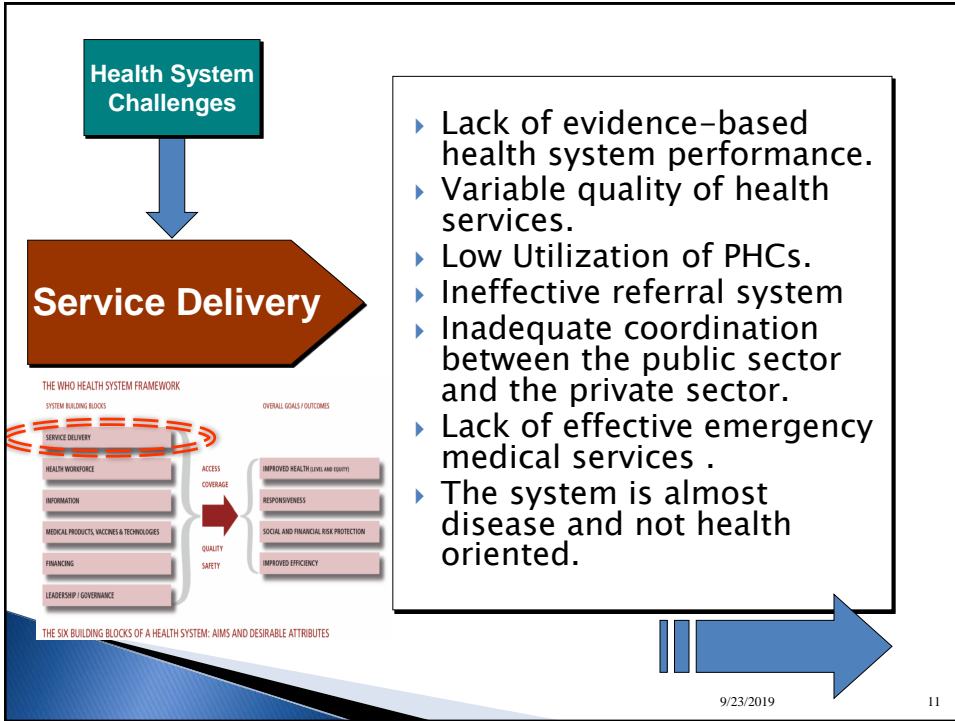 Health System
Challenges
Service Delivery
▸ Lack of evidence-based
health system performance.
▸ Variable quality of health
services.
▸ Low Utilization of PHCs.
▸ Ineffective referral system
▸ Inadequate coordination
between the public sector
and the private sector.
▸ Lack of effective emergency
medical services .
▸ The system is almost
disease and not health
oriented.
THE WHO HEALTH SYSTEM FRAMEWORK
SYSTEM BUILDING BLOCKS
OVERALL GOALS / OUTCOMES
SERVICE DELIVERY
HEALTH WORKFORCE
INFORMATION
MEDICAL PRODUCTS, VACCINES & TECHNOLOGIES
FINANCING
LEADERSHIP / GOVERNANCE
ACCESS
COVERAGE
QUALITY
SAFETY
IMPROVED HEALTH (LEVEL AND EQUITY)
RESPONSIVENESS
SOCIAL AND FINANCIAL RISK PROTECTION
IMPROVED EFFICIENCY
THE SIX BUILDING BLOCKS OF A HEALTH SYSTEM: AIMS AND DESIRABLE ATTRIBUTES
9/23/2019
11